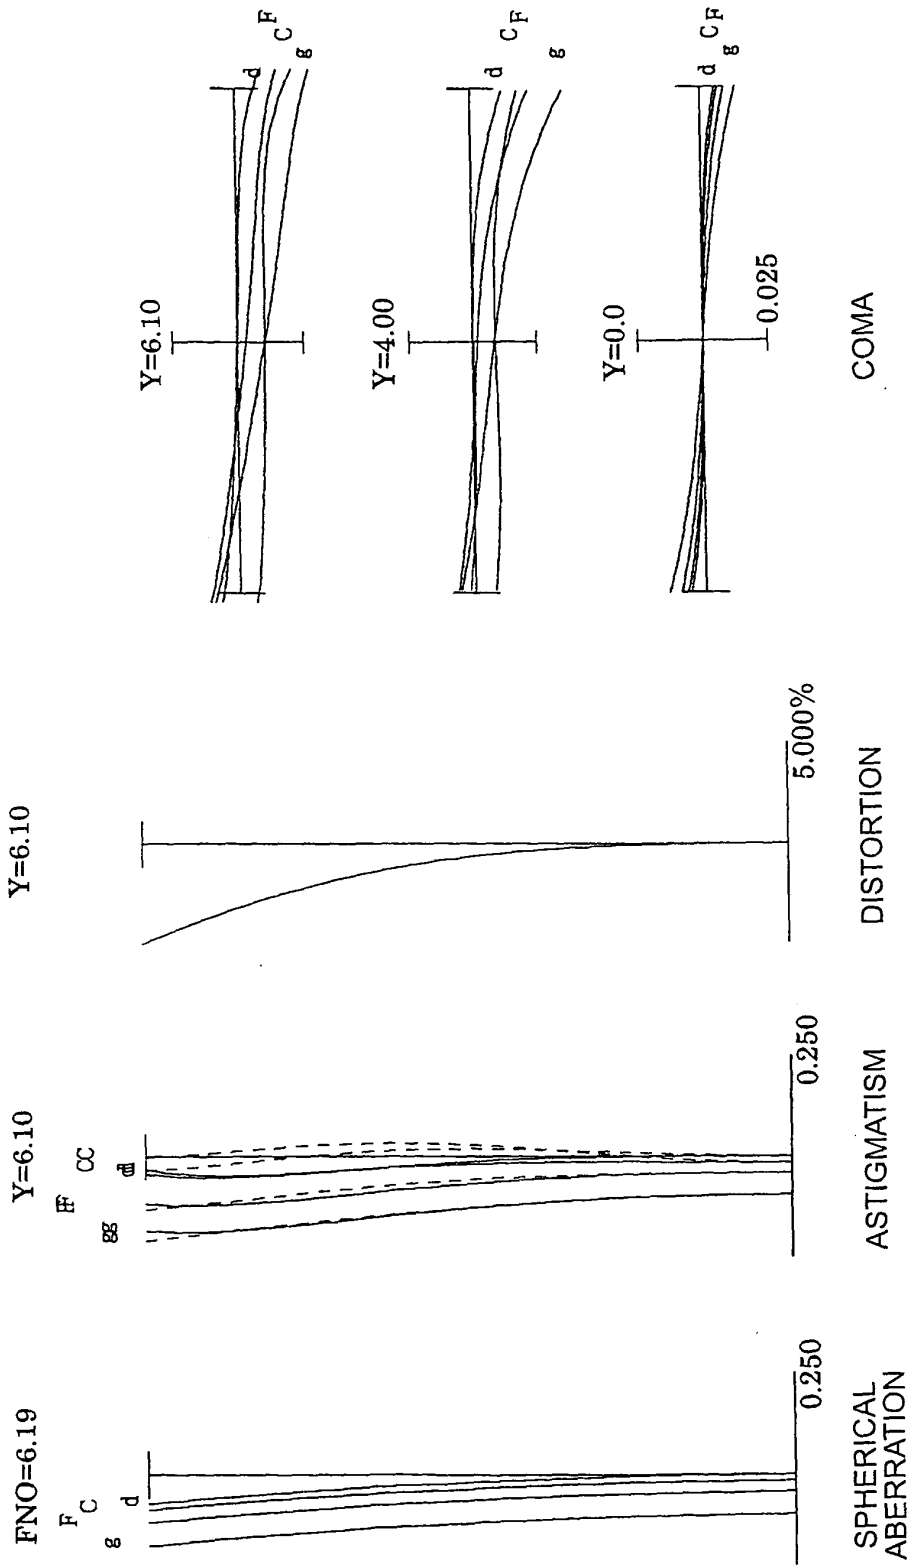 FNO=6.19
F
C
g
d
0.250
SPHERICAL
ABERRATION
Y=6.10
CC
FF
dd
gg
0.250
ASTIGMATISM
Y=6.10
5.000%
DISTORTION
Y=6.10
d
C
F
g
Y=4.00
d
C
F
g
Y=0.0
d
g
C
F
0.025
COMA